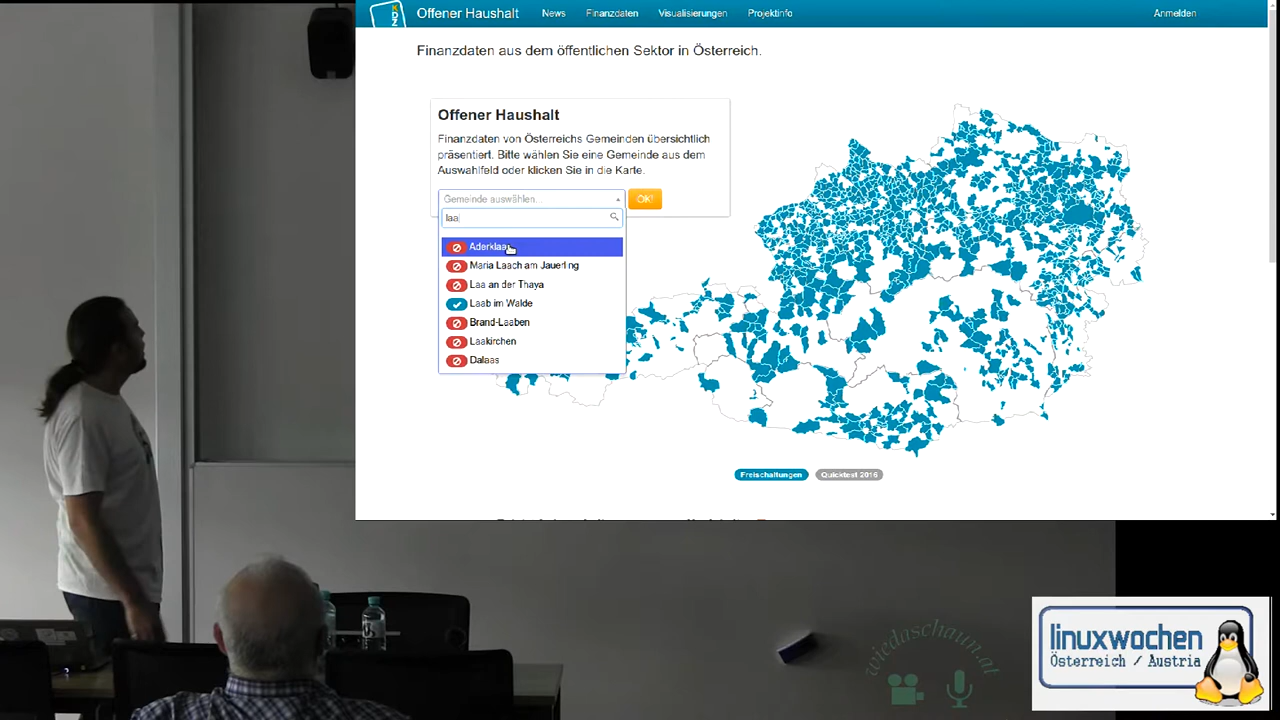 KDZ
Offener Haushalt
News
Finanzdaten
Visualisierungen
Projektinfo
Anmelden
Finanzdaten aus dem öffentlichen Sektor in Österreich.
Offener Haushalt
Finanzdaten von Österreichs Gemeinden übersichtlich
präsentiert. Bitte wählen Sie eine Gemeinde aus dem
Auswahlfeld oder klicken Sie in die Karte.
Gemeinde auswählen...
OK!
laa
Aderklaa
Maria Laach am Jauerling
Laa an der Thaya
Laab im Walde
Brand-Laaben
Laakirchen
Dalaas
Freischaltungen
Quicktest 2016
wiedaschaun.at
linuxwochen
Österreich / Austria